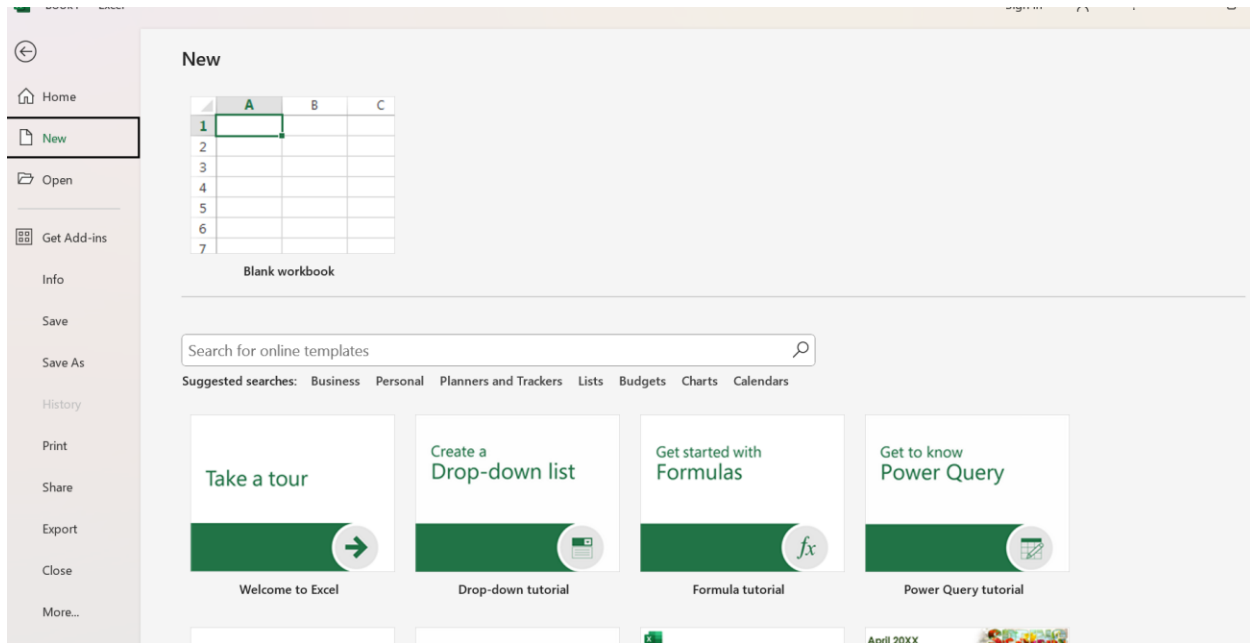 New
Home
New
Open
Get Add-ins
Info
Save
Save As
History
Print
Share
Export
Close
More...
A B C
1
2
3
4
5
6
7
Blank workbook
Search for online templates
Suggested searches: Business Personal Planners and Trackers Lists Budgets Charts Calendars
Take a tour
Create a
Drop-down list
Get started with
Formulas
Get to know
Power Query
fx
Welcome to Excel
Drop-down tutorial
Formula tutorial
Power Query tutorial
April 20XX